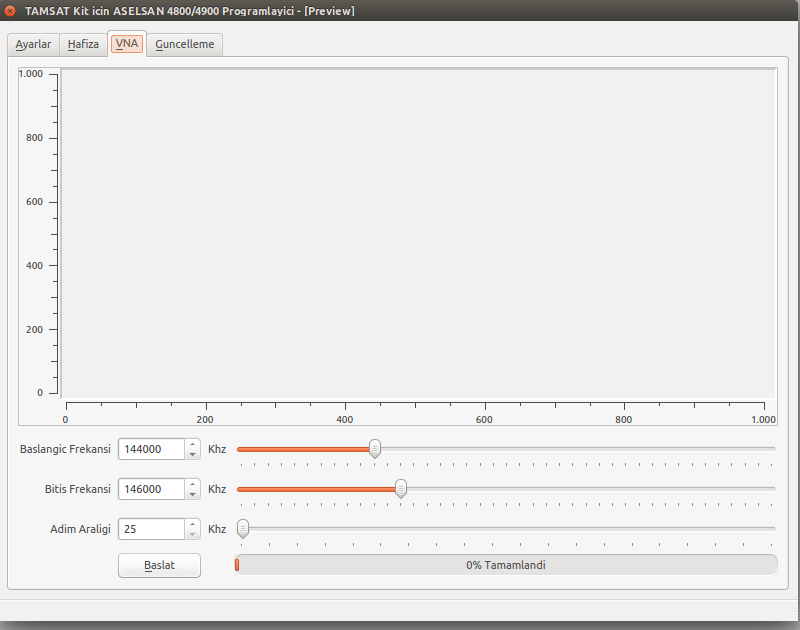 TAMSAT Kit icin ASELSAN 4800/4900 Programlayici - [Preview]
Ayarlar Hafiza VNA Guncelleme
1.000
800
600
400
200
0
0 200 400 600 800 1.000
Baslangic Frekansi 144000 Khz
Bitis Frekansi 146000 Khz
Adim Araligi 25 Khz
Baslat 0% Tamamlandi